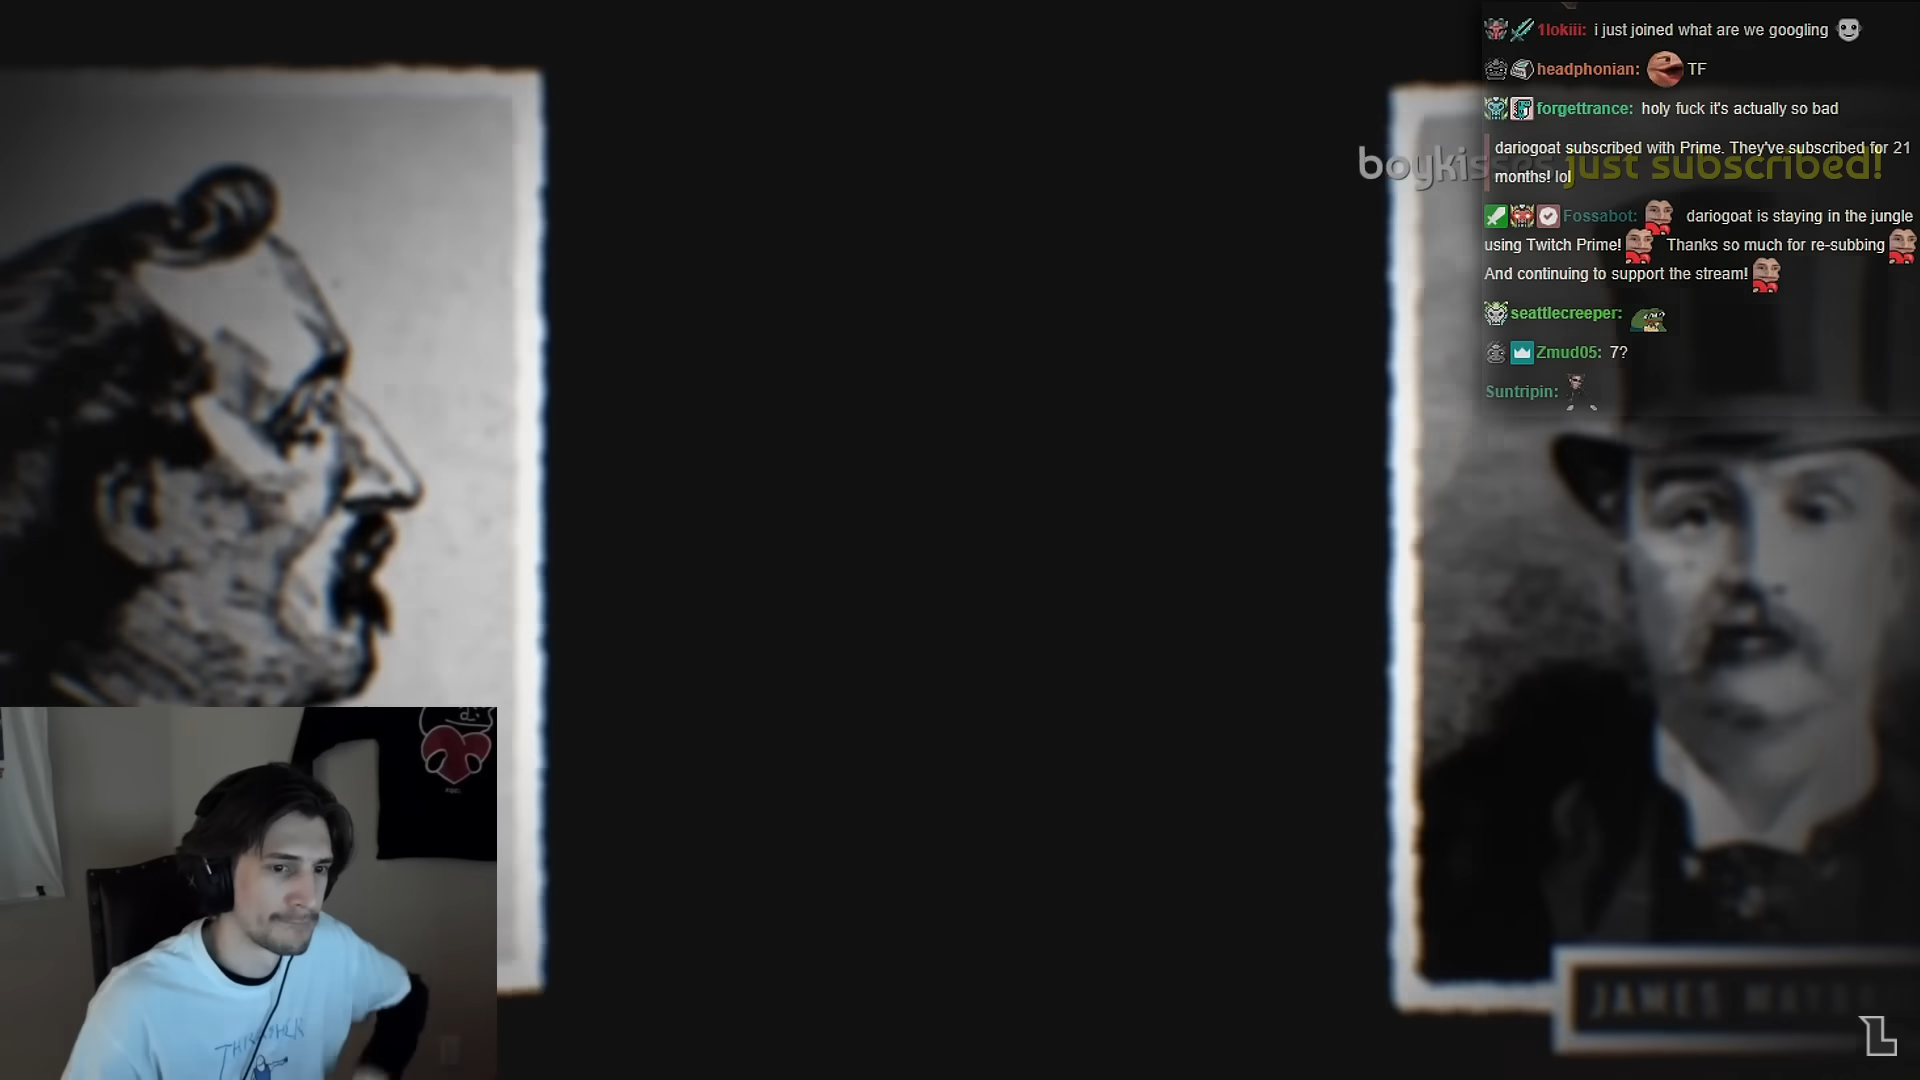 1lokiii: i just joined what are we googling
headphonian: TF
forgettrance: holy fuck it's actually so bad
dariogoat subscribed with Prime. They've subscribed for 21
months! lol
boykisses just subscribed!
Fossabot: dariogoat is staying in the jungle
using Twitch Prime! Thanks so much for re-subbing
And continuing to support the stream!
seattlecreeper:
Zmud05: 7?
Suntripin:
JAMES
L